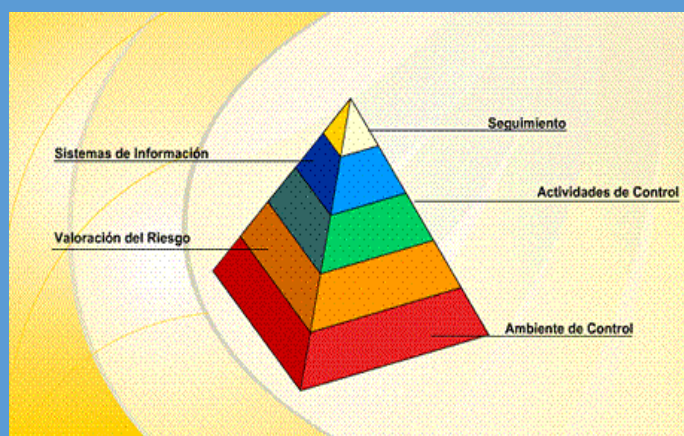 Seguimiento
Sistemas de Información
Actividades de Control
Valoración del Riesgo
Ambiente de Control